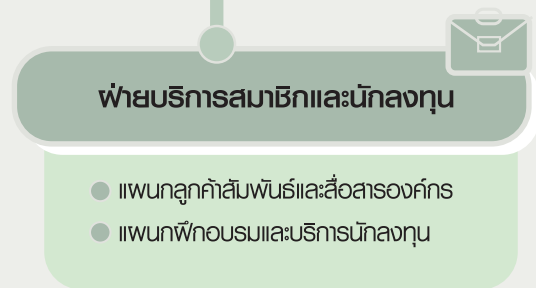 ฝ่ายบริการสมาชิกและนักลงทุน
แผนกลูกค้าสัมพันธ์และสื่อสารองค์กร
แผนกฝึกอบรมและบริการนักลงทุน